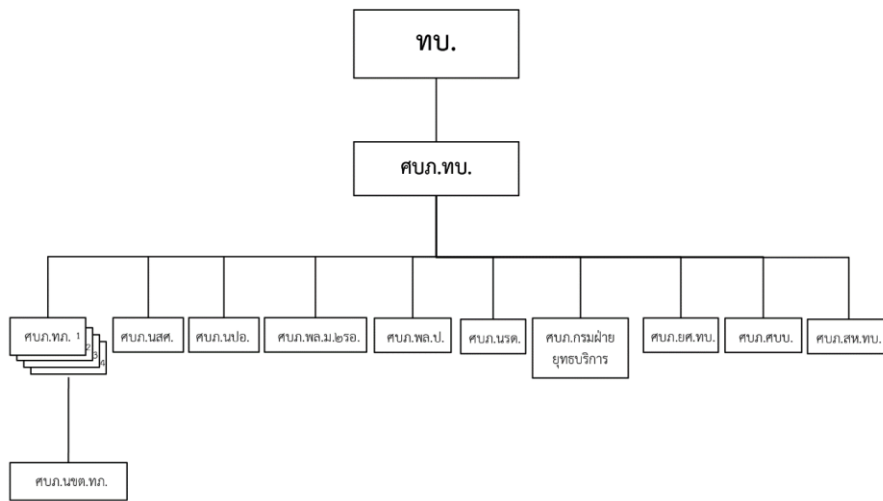 ทบ.
ศบภ.ทบ.
ศบภ.ทภ. 1
2
3
4
ศบภ.นสศ.
ศบภ.นปอ.
ศบภ.พล.ม.๒รอ.
ศบภ.พล.ป.
ศบภ.นรด.
ศบภ.กรมฝ่าย
ยุทธบริการ
ศบภ.ยศ.ทบ.
ศบภ.ศบบ.
ศบภ.สห.ทบ.
ศบภ.นขต.ทภ.